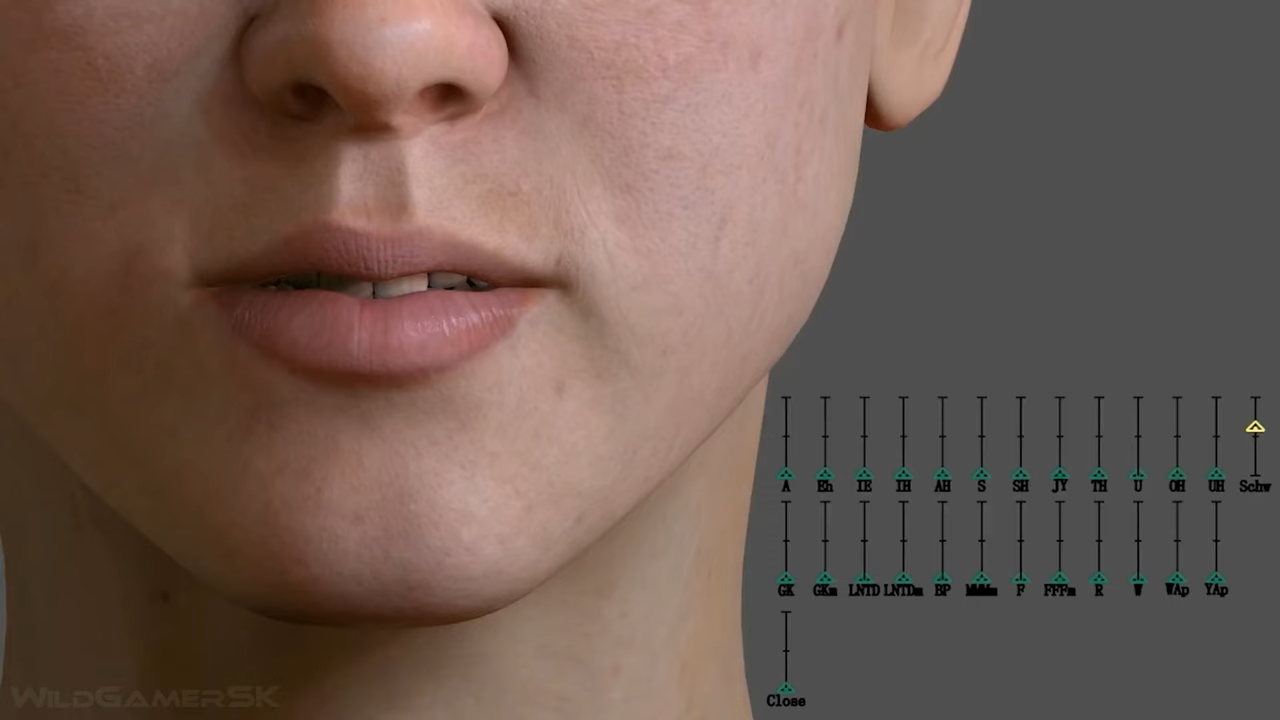 A Eh IE IH AH S SH JY TH U OH UH Schw
GK GKm LNTD LNTDm BP MMMm F FFFm R W WAp YAp
Close
WildGamerSK